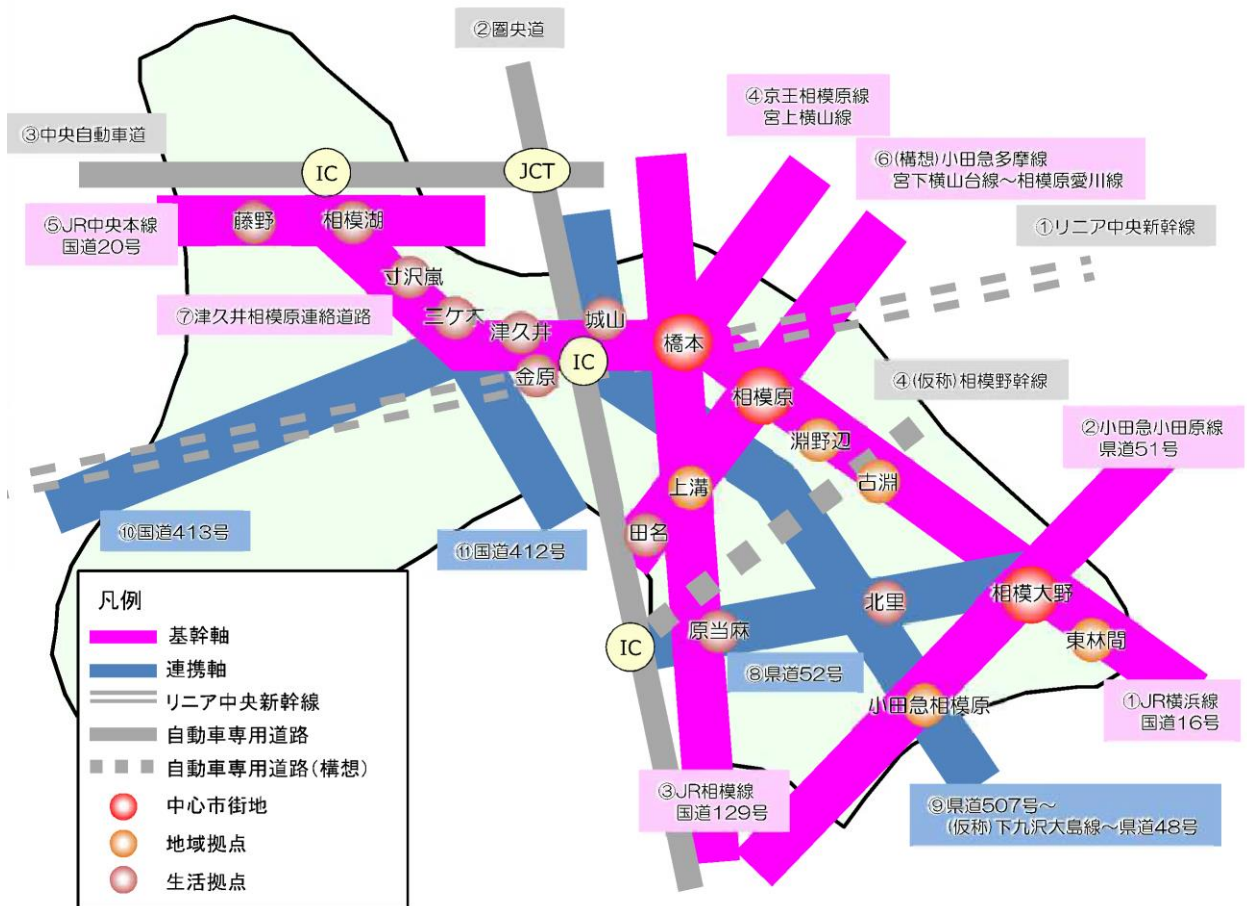 ②圏央道
④京王相模原線
宮上横山線
③中央自動車道
⑥(構想)小田急多摩線
宮下横山台線～相模原愛川線
IC
JCT
⑤JR中央本線
国道20号
藤野
相模湖
①リニア中央新幹線
寸沢嵐
⑦津久井相模原連絡道路
三ケ木
津久井
城山
橋本
IC
金原
相模原
④(仮称)相模野幹線
淵野辺
②小田急小田原線
県道51号
上溝
古淵
⑩国道413号
⑪国道412号
田名
凡例
基幹軸
連携軸
リニア中央新幹線
自動車専用道路
自動車専用道路(構想)
中心市街地
地域拠点
生活拠点
IC
原当麻
北里
相模大野
東林間
⑧県道52号
小田急相模原
①JR横浜線
国道16号
③JR相模線
国道129号
⑨県道507号～
(仮称)下九沢大島線～県道48号